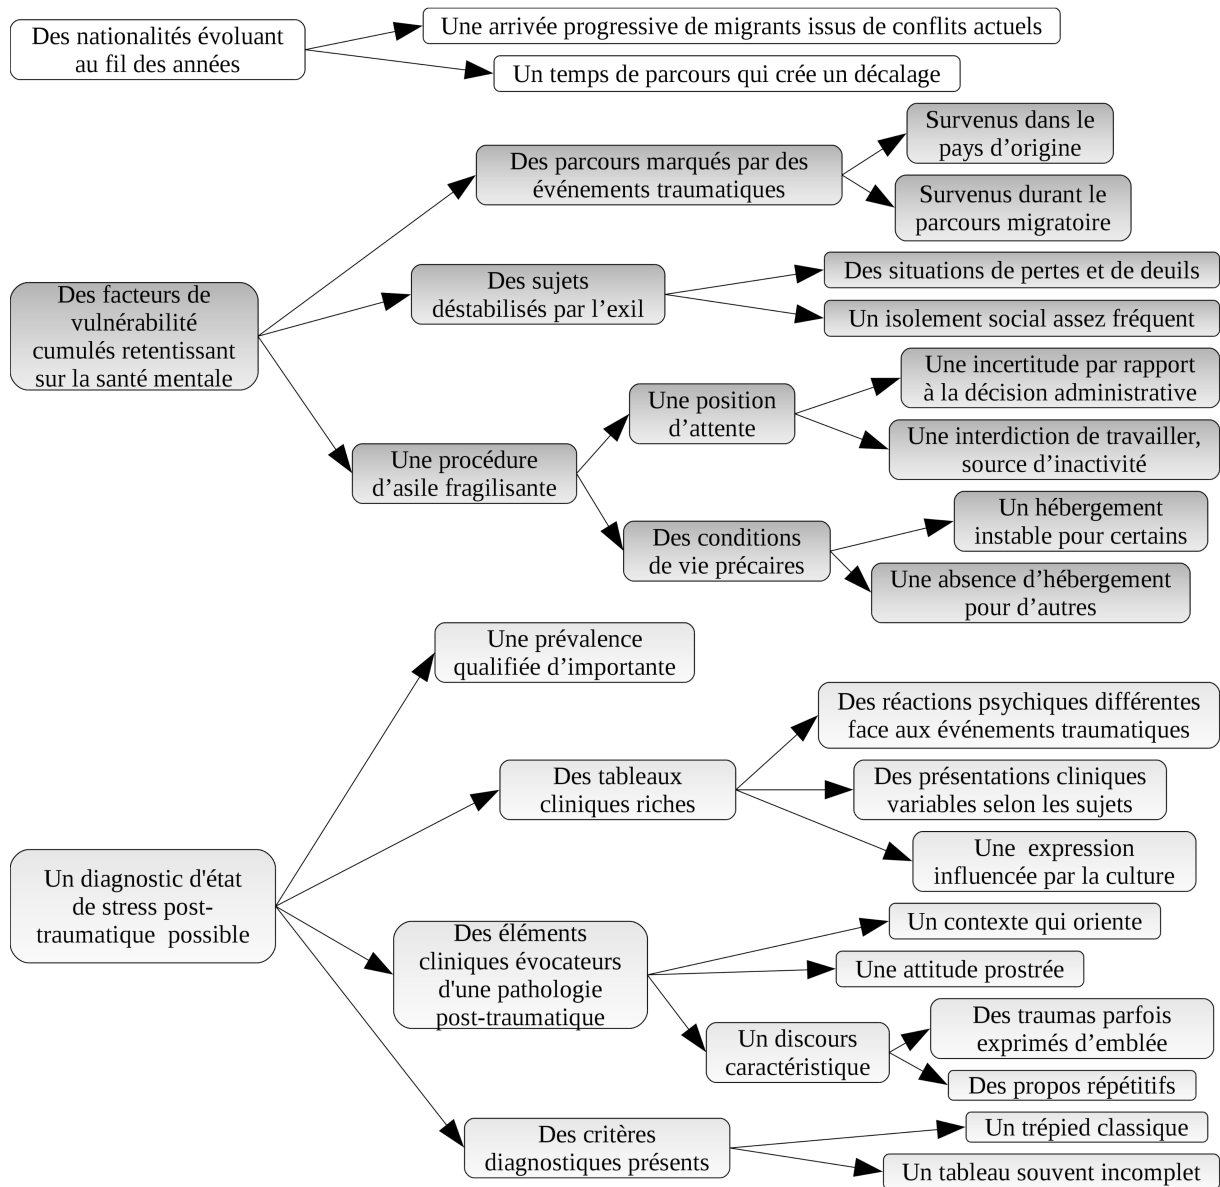 Des nationalités évoluant
au fil des années
Une arrivée progressive de migrants issus de conflits actuels
Un temps de parcours qui crée un décalage
Des facteurs de
vulnérabilité
cumulés retentissant
sur la santé mentale
Des parcours marqués par des
événements traumatiques
Survenus dans le
pays d’origine
Survenus durant le
parcours migratoire
Des sujets
déstabilisés par l’exil
Des situations de pertes et de deuils
Un isolement social assez fréquent
Une procédure
d’asile fragilisante
Une position
d’attente
Une incertitude par rapport
à la décision administrative
Une interdiction de travailler,
source d’inactivité
Des conditions
de vie précaires
Un hébergement
instable pour certains
Une absence d’hébergement
pour d’autres
Un diagnostic d'état
de stress post-
traumatique  possible
Une prévalence
qualifiée d’importante
Des tableaux
cliniques riches
Des réactions psychiques différentes
face aux événements traumatiques
Des présentations cliniques
variables selon les sujets
Une  expression
influencée par la culture
Des éléments
cliniques évocateurs
d'une pathologie
post-traumatique
Un contexte qui oriente
Une attitude prostrée
Un discours
caractéristique
Des traumas parfois
exprimés d’emblée
Des propos répétitifs
Des critères
diagnostiques présents
Un trépied classique
Un tableau souvent incomplet